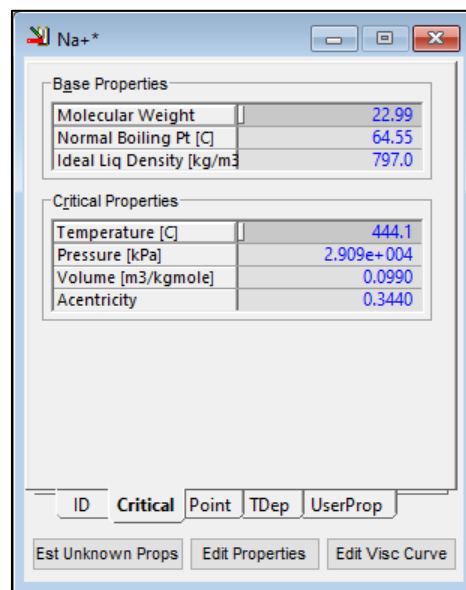 Na+*
Base Properties
Molecular Weight 22.99
Normal Boiling Pt [C] 64.55
Ideal Liq Density [kg/m3 797.0
Critical Properties
Temperature [C] 444.1
Pressure [kPa] 2.909e+004
Volume [m3/kgmole] 0.0990
Acentricity 0.3440
ID Critical Point TDep UserProp
Est Unknown Props Edit Properties Edit Visc Curve